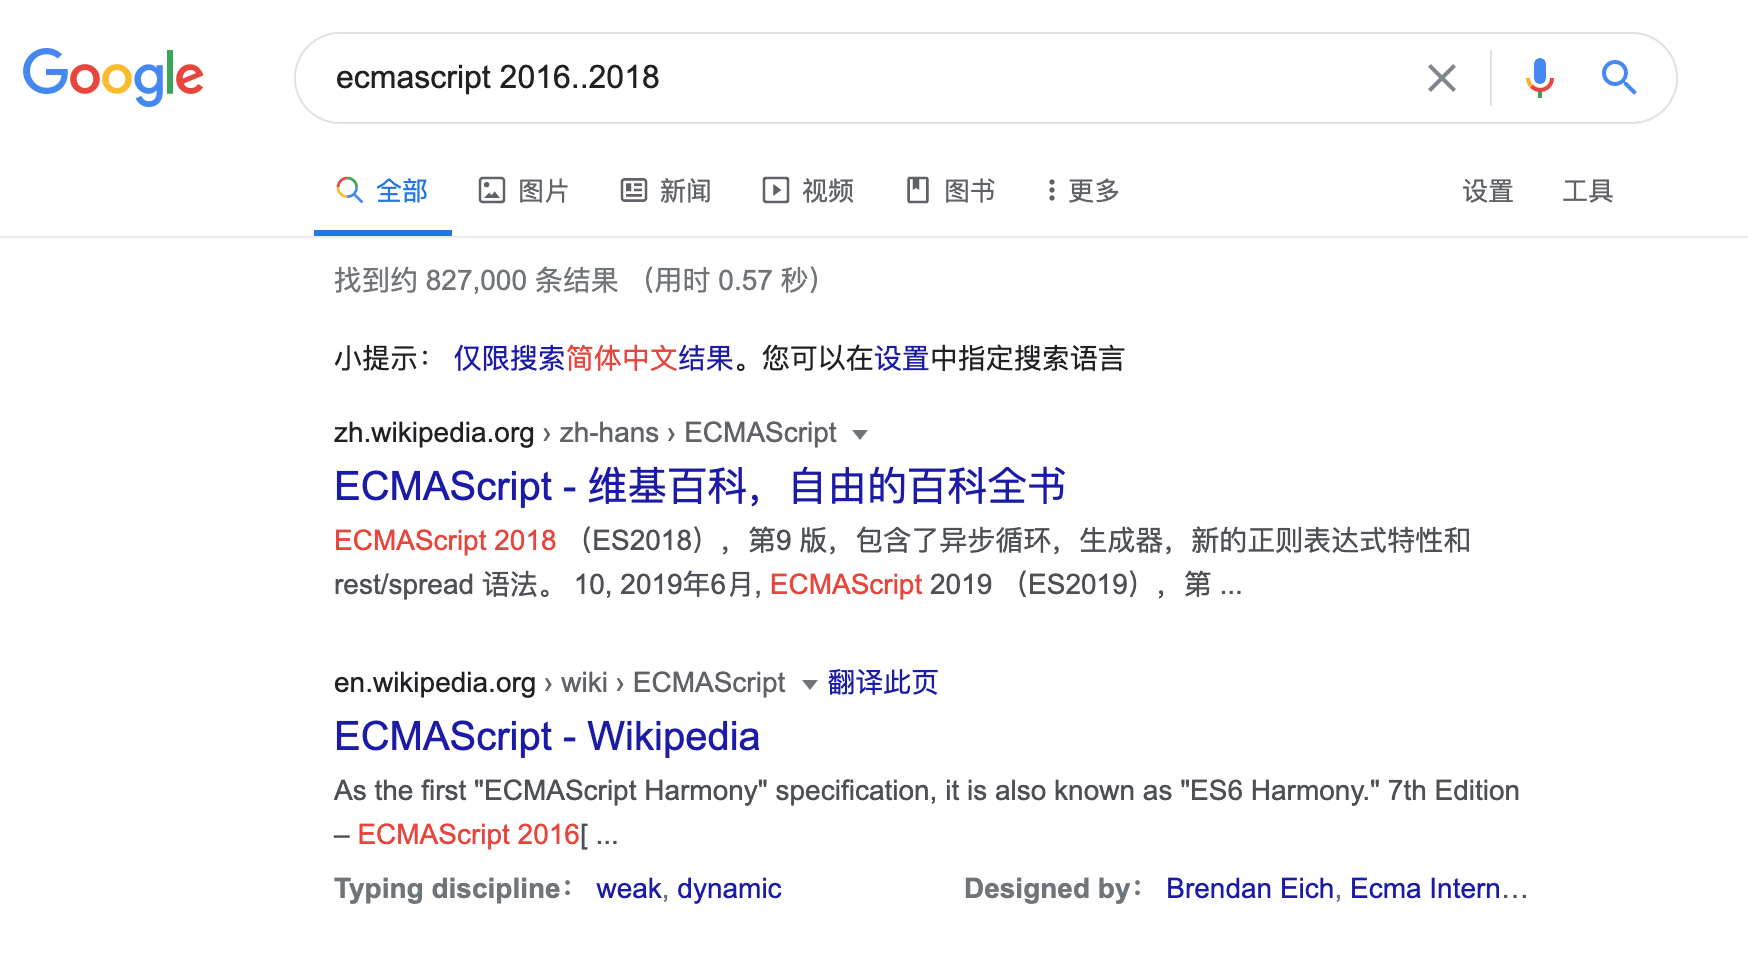 Google
ecmascript 2016..2018
全部 图片 新闻 视频 图书 更多 设置 工具
找到约 827,000 条结果 （用时 0.57 秒）
小提示： 仅限搜索简体中文结果。您可以在设置中指定搜索语言
zh.wikipedia.org › zh-hans › ECMAScript
ECMAScript - 维基百科，自由的百科全书
ECMAScript 2018 （ES2018），第9 版，包含了异步循环，生成器，新的正则表达式特性和
rest/spread 语法。 10, 2019年6月, ECMAScript 2019 （ES2019），第 ...
en.wikipedia.org › wiki › ECMAScript 翻译此页
ECMAScript - Wikipedia
As the first "ECMAScript Harmony" specification, it is also known as "ES6 Harmony." 7th Edition
– ECMAScript 2016[ ...
Typing discipline： weak, dynamic Designed by： Brendan Eich, Ecma Intern...